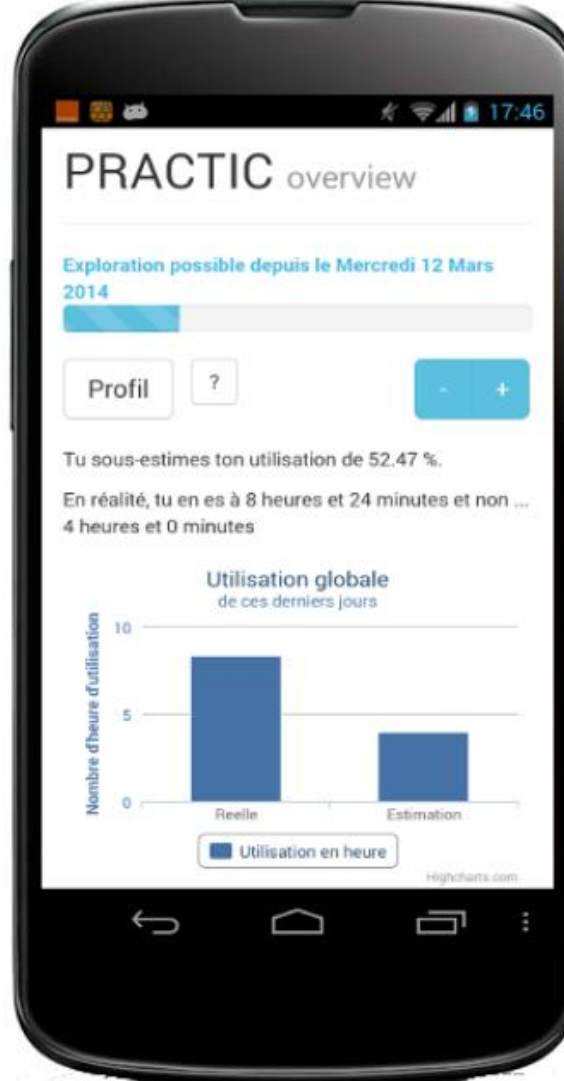 17:46
PRACTIC overview
Exploration possible depuis le Mercredi 12 Mars
2014
Profil
?
-
+
Tu sous-estimes ton utilisation de 52.47 %.
En réalité, tu en es à 8 heures et 24 minutes et non ...
4 heures et 0 minutes
Utilisation globale
de ces derniers jours
Nombre d'heure d'utilisation
10
5
0
Reelle
Estimation
Utilisation en heure
Highcharts.com